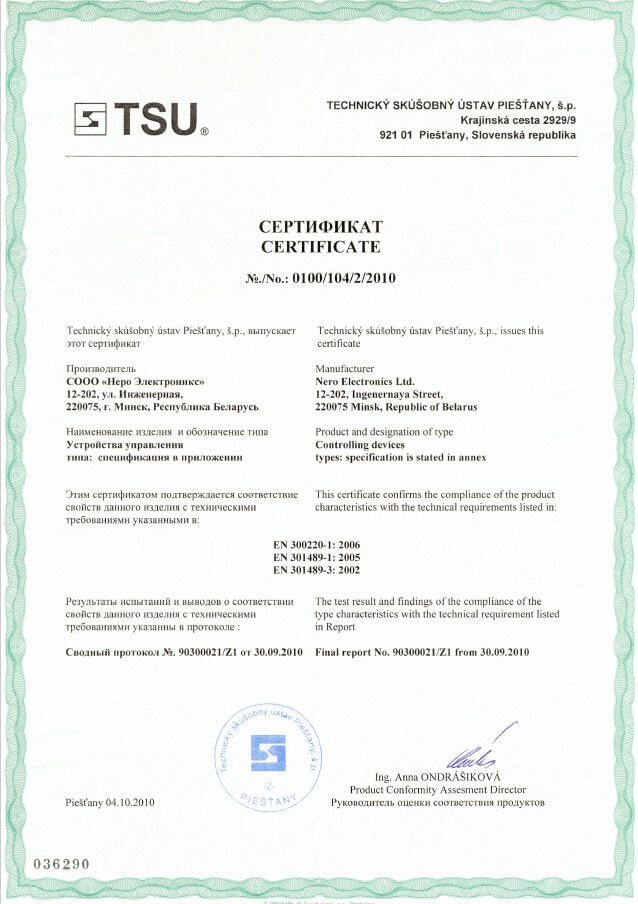 TSU®
TECHNICKÝ SKÚŠOBNÝ ÚSTAV PIEŠŤANY, š.p.
Krajinská cesta 2929/9
921 01 Piešťany, Slovenská republika
СЕРТИФИКАТ
CERTIFICATE
№./No.: 0100/104/2/2010
Technický skúšobný ústav Piešťany, š.p., выпускает
этот сертификат
Technický skúšobný ústav Piešťany, š.p., issues this
certificate
Производитель
СООО «Неро Электроникс»
12-202, ул. Инженерная,
220075, г. Минск, Республика Беларусь
Manufacturer
Nero Electronics Ltd.
12-202, Ingenernaya Street,
220075 Minsk, Republic of Belarus
Наименование изделия и обозначение типа
Устройства управления
типа: спецификация в приложении
Product and designation of type
Controlling devices
types: specification is stated in annex
Этим сертификатом подтверждается соответствие
свойств данного изделия с техническими
требованиями указанными в:
This certificate confirms the compliance of the product
characteristics with the technical requirements listed in:
EN 300220-1: 2006
EN 301489-1: 2005
EN 301489-3: 2002
Результаты испытаний и выводов о соответствии
свойств данного изделия с техническими
требованиями указаны в протоколе :
The test result and findings of the compliance of the
type characteristics with the technical requirement listed
in Report
Сводный протокол №. 90300021/Z1 от 30.09.2010
Final report No. 90300021/Z1 from 30.09.2010
Technický skúšobný ústav Piešťany, š.p.
-2-
PIEŠŤANY
Ing. Anna ONDRÁŠIKOVÁ
Product Conformity Assesment Director
Руководитель оценки соответствия продуктов
Piešťany 04.10.2010
036290